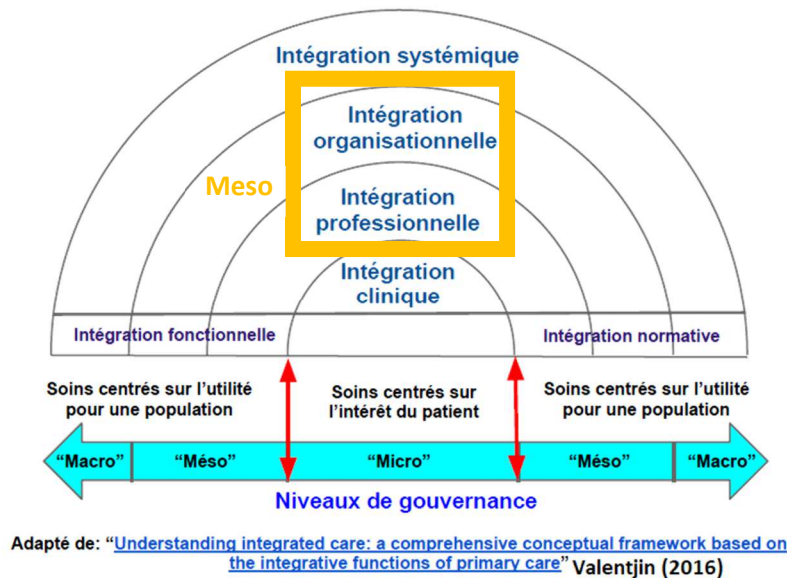 Intégration systémique
Intégration
organisationnelle
Meso
Intégration
professionnelle
Intégration
clinique
Intégration fonctionnelle
Intégration normative
Soins centrés sur l'utilité
pour une population
Soins centrés sur
l'intérêt du patient
Soins centrés sur l'utilité
pour une population
“Macro” “Méso” “Micro” “Méso” “Macro”
Niveaux de gouvernance
Adapté de: “Understanding integrated care: a comprehensive conceptual framework based on
the integrative functions of primary care” Valentjin (2016)